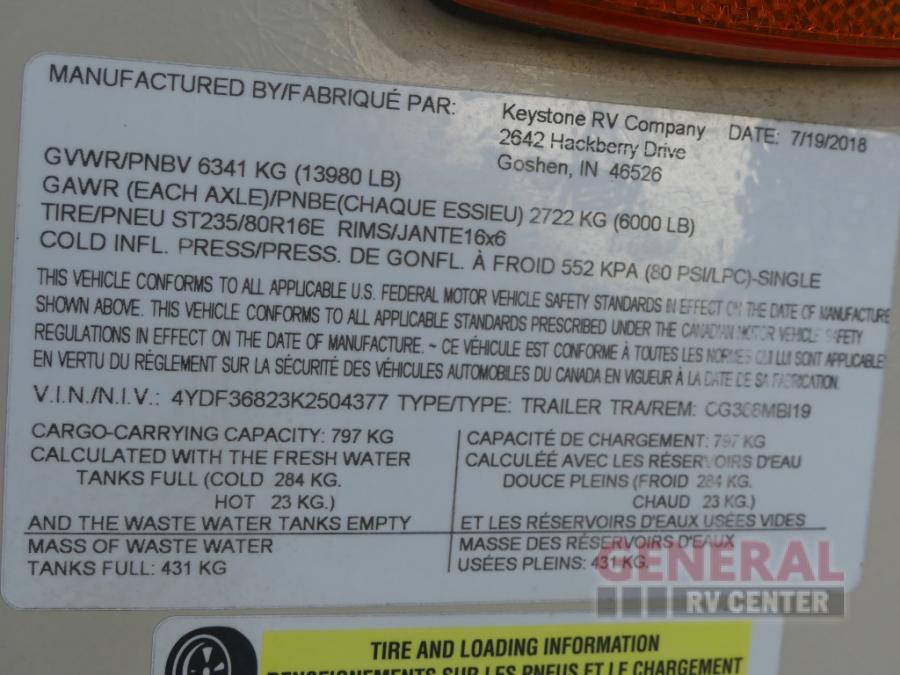 MANUFACTURED BY/FABRIQUÉ PAR: Keystone RV Company DATE: 7/19/2018
2642 Hackberry Drive
Goshen, IN 46526
GVWR/PNBV 6341 KG (13980 LB)
GAWR (EACH AXLE)/PNBE(CHAQUE ESSIEU) 2722 KG (6000 LB)
TIRE/PNEU ST235/80R16E RIMS/JANTE16x6
COLD INFL. PRESS/PRESS. DE GONFL. À FROID 552 KPA (80 PSI/LPC)-SINGLE
THIS VEHICLE CONFORMS TO ALL APPLICABLE U.S. FEDERAL MOTOR VEHICLE SAFETY STANDARDS IN EFFECT ON THE DATE OF MANUFACTURE
SHOWN ABOVE. THIS VEHICLE CONFORMS TO ALL APPLICABLE STANDARDS PRESCRIBED UNDER THE CANADIAN MOTOR VEHICLE SAFETY
REGULATIONS IN EFFECT ON THE DATE OF MANUFACTURE. ~ CE VÉHICULE EST CONFORME À TOUTES LES NORMES QUI LUI SONT APPLICABLE
EN VERTU DU RÈGLEMENT SUR LA SÉCURITÉ DES VÉHICULES AUTOMOBILES DU CANADA EN VIGUEUR À LA DATE DE SA FABRICATION.
V.I.N./N.I.V.: 4YDF36823K2504377 TYPE/TYPE: TRAILER TRA/REM:
CARGO-CARRYING CAPACITY: 797 KG
CALCULATED WITH THE FRESH WATER
TANKS FULL (COLD 284 KG.
HOT 23 KG.)
AND THE WASTE WATER TANKS EMPTY
MASS OF WASTE WATER
TANKS FULL: 431 KG
CAPACITÉ DE CHARGEMENT: 797 KG
CALCULÉE AVEC LES RÉSERVOIRS D'EAU
DOUCE PLEINS (FROID 284 KG.
CHAUD 23 KG.)
ET LES RÉSERVOIRS D'EAUX USÉES VIDES
MASSE DES RÉSERVOIRS D'EAUX
USÉES PLEINS: 431 KG.
GENERAL
RV CENTER
TIRE AND LOADING INFORMATION
RENSEIGNEMENTS SUR LES PNEUS ET LE CHARGEMENT